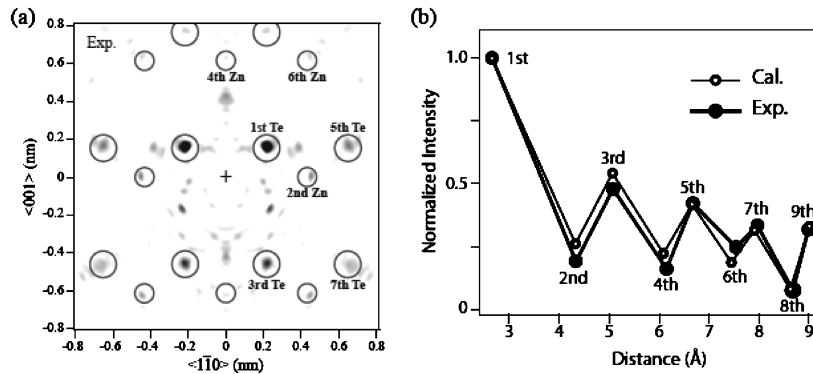 (a)
Exp.
0.8
0.6
0.4
0.2
0
-0.2
-0.4
-0.6
-0.8
<001> (nm)
4th Zn
6th Zn
1st Te
5th Te
2nd Zn
3rd Te
7th Te
-0.8 -0.6 -0.4 -0.2 0 0.2 0.4 0.6 0.8
<11̅0> (nm)
(b)
1.0
0.5
0
Normalized Intensity
1st
Cal.
Exp.
3rd
5th
7th
9th
2nd
4th
6th
8th
3 4 5 6 7 8 9
Distance (Å)